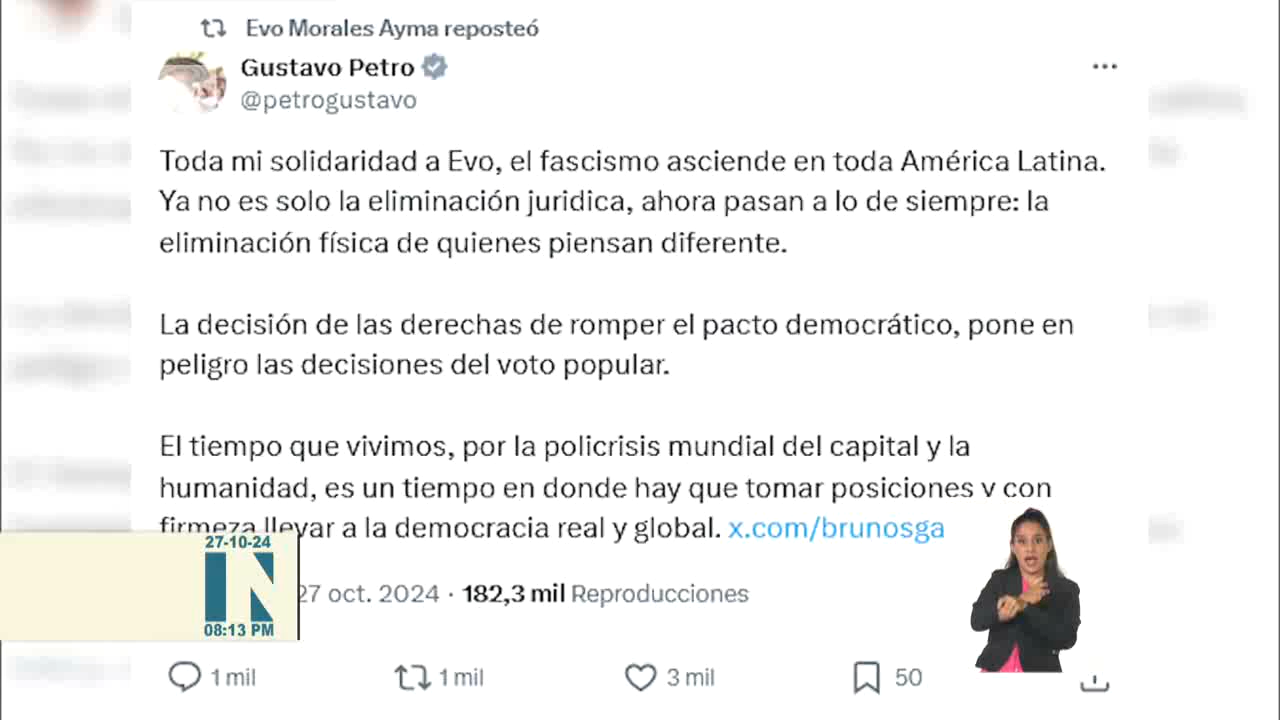 Evo Morales Ayma reposteó
Gustavo Petro
@petrogustavo
Toda mi solidaridad a Evo, el fascismo asciende en toda América Latina.
Ya no es solo la eliminación juridica, ahora pasan a lo de siempre: la
eliminación física de quienes piensan diferente.
La decisión de las derechas de romper el pacto democrático, pone en
peligro las decisiones del voto popular.
El tiempo que vivimos, por la policrisis mundial del capital y la
humanidad, es un tiempo en donde hay que tomar posiciones y con
firmeza llevar a la democracia real y global. x.com/brunosga
27-10-24
IN
08:13 PM
27 oct. 2024 · 182,3 mil Reproducciones
1 mil 1 mil 3 mil 50